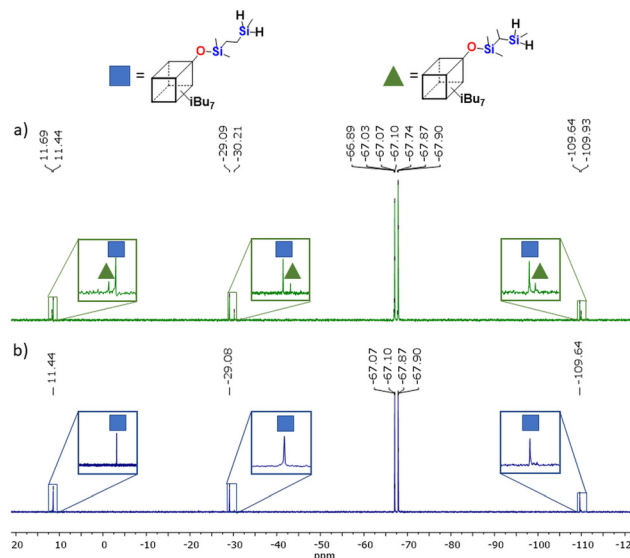 H
Si
H
O
Si
iBu7
=
H
Si
H
O
Si
iBu7
=
a)
11.69
11.44
-29.09
-30.21
-66.89
-67.03
-67.07
-67.10
-67.74
-67.87
-67.90
-109.64
-109.93
b)
11.44
-29.08
-67.07
-67.10
-67.87
-67.90
-109.64
20 10 0 -10 -20 -30 -40 -50 -60 -70 -80 -90 -100 -110 -120
ppm